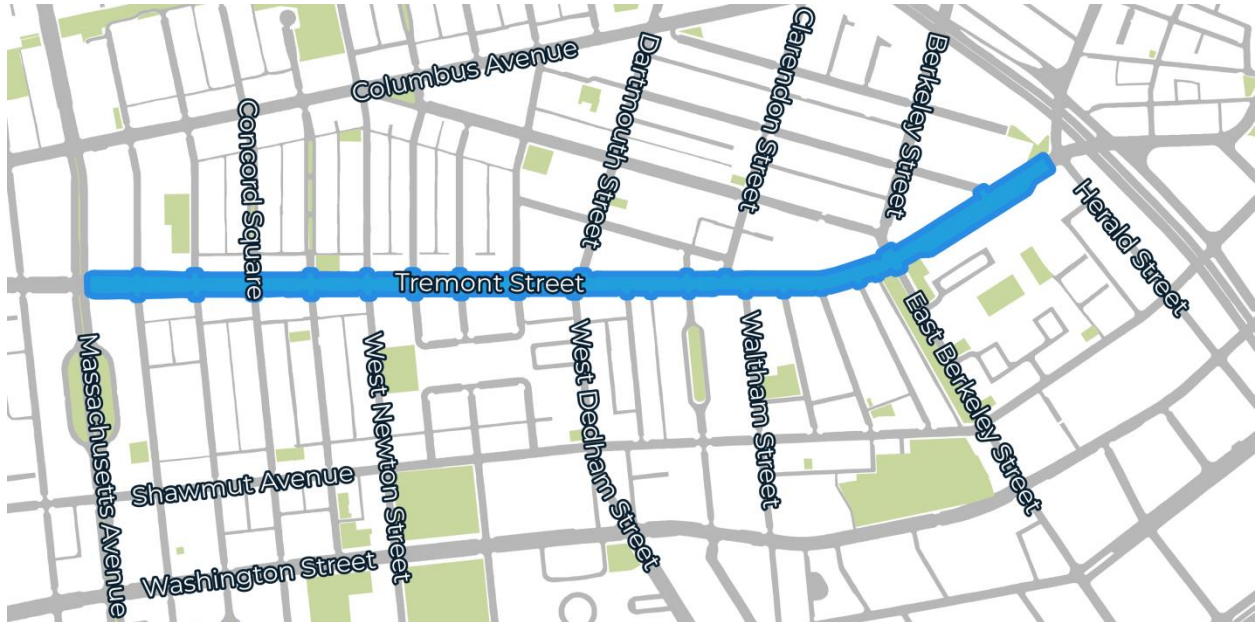 Columbus Avenue
Dartmouth Street
Clarendon Street
Berkeley Street
Concord Square
Tremont Street
Herald Street
Massachusetts Avenue
West Newton Street
West Dedham Street
Waltham Street
East Berkeley Street
Shawmut Avenue
Washington Street